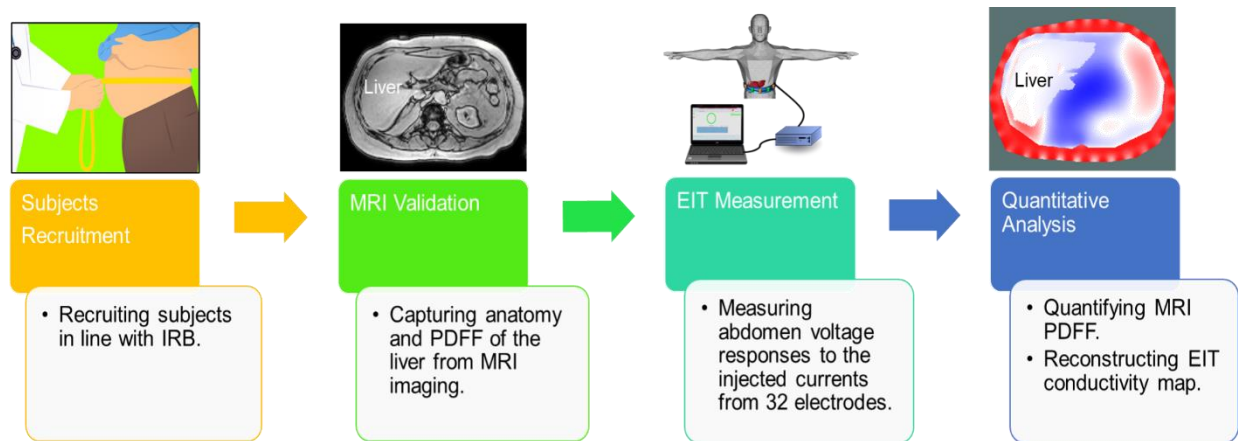 Liver
Liver
Subjects
Recruitment
MRI Validation
EIT Measurement
Quantitative
Analysis
• Recruiting subjects
in line with IRB.
• Capturing anatomy
and PDFF of the
liver from MRI
imaging.
• Measuring
abdomen voltage
responses to the
injected currents
from 32 electrodes.
• Quantifying MRI
PDFF.
• Reconstructing EIT
conductivity map.